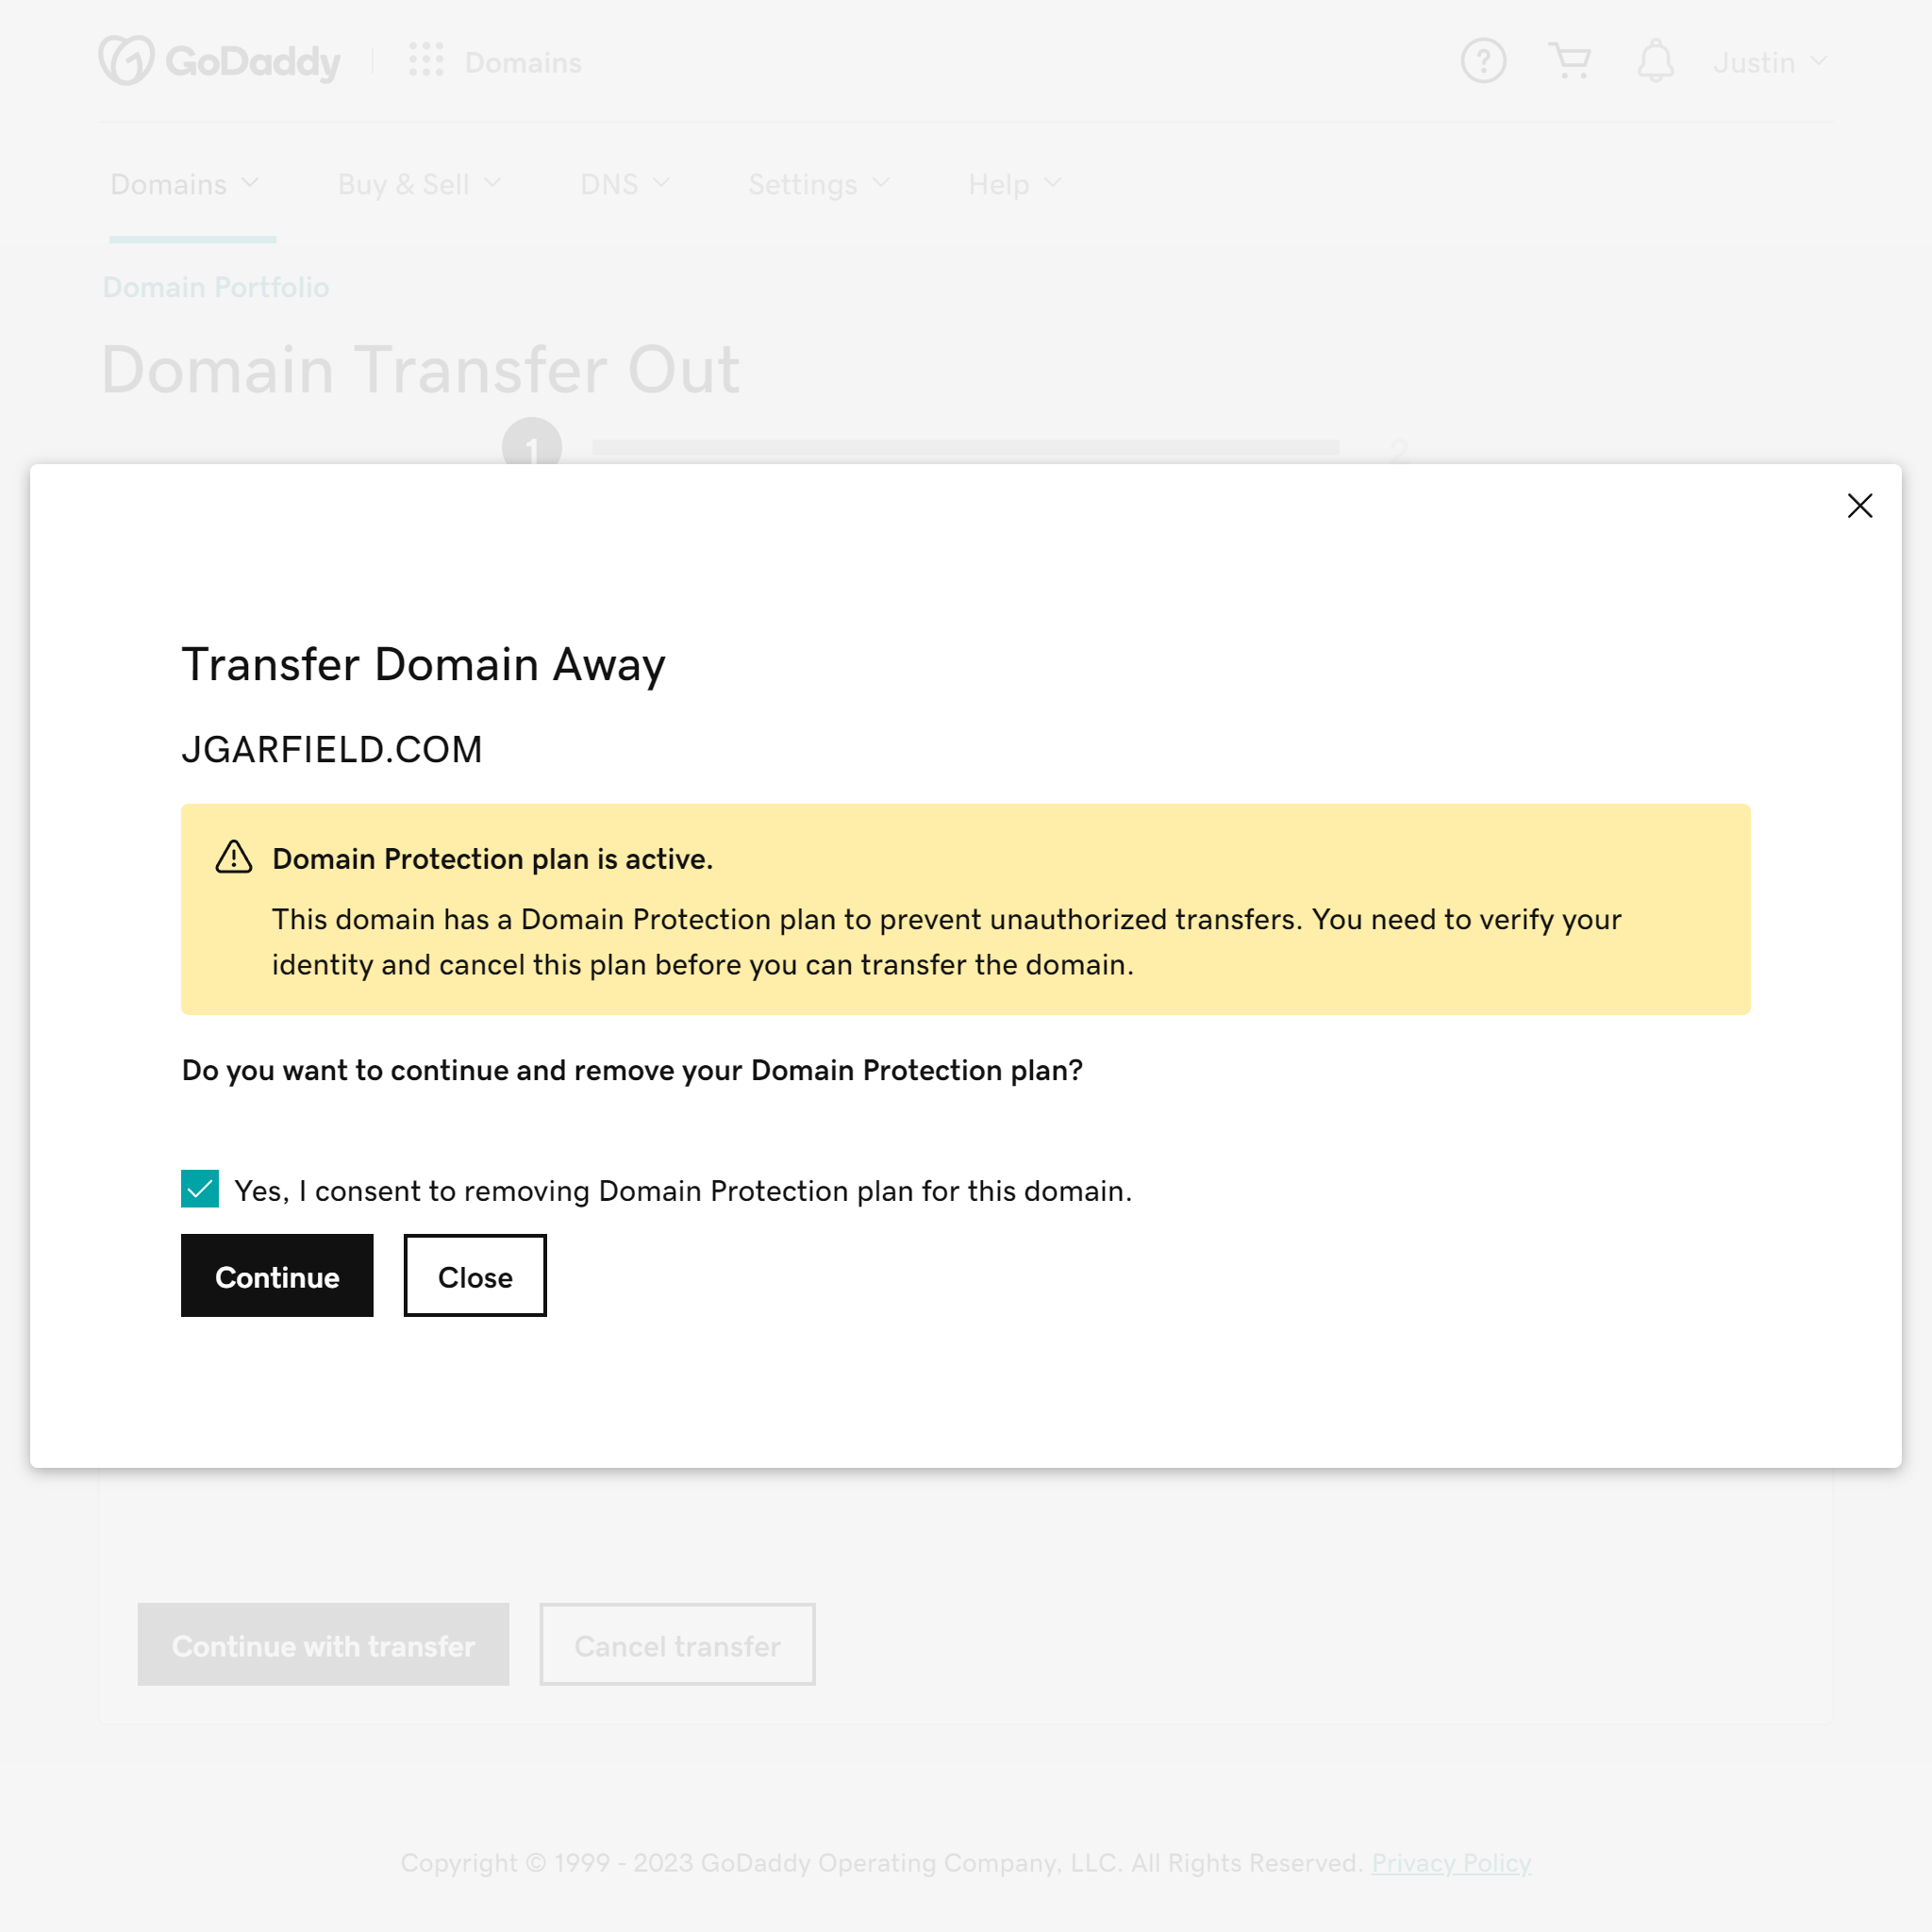 GoDaddy
Domains
Justin
Domains
Buy & Sell
DNS
Settings
Help
Domain Portfolio
Domain Transfer Out
1
2
Transfer Domain Away
JGARFIELD.COM
Domain Protection plan is active.
This domain has a Domain Protection plan to prevent unauthorized transfers. You need to verify your
identity and cancel this plan before you can transfer the domain.
Do you want to continue and remove your Domain Protection plan?
Yes, I consent to removing Domain Protection plan for this domain.
Continue
Close
Continue with transfer
Cancel transfer
Copyright © 1999 - 2023 GoDaddy Operating Company, LLC. All Rights Reserved. Privacy Policy